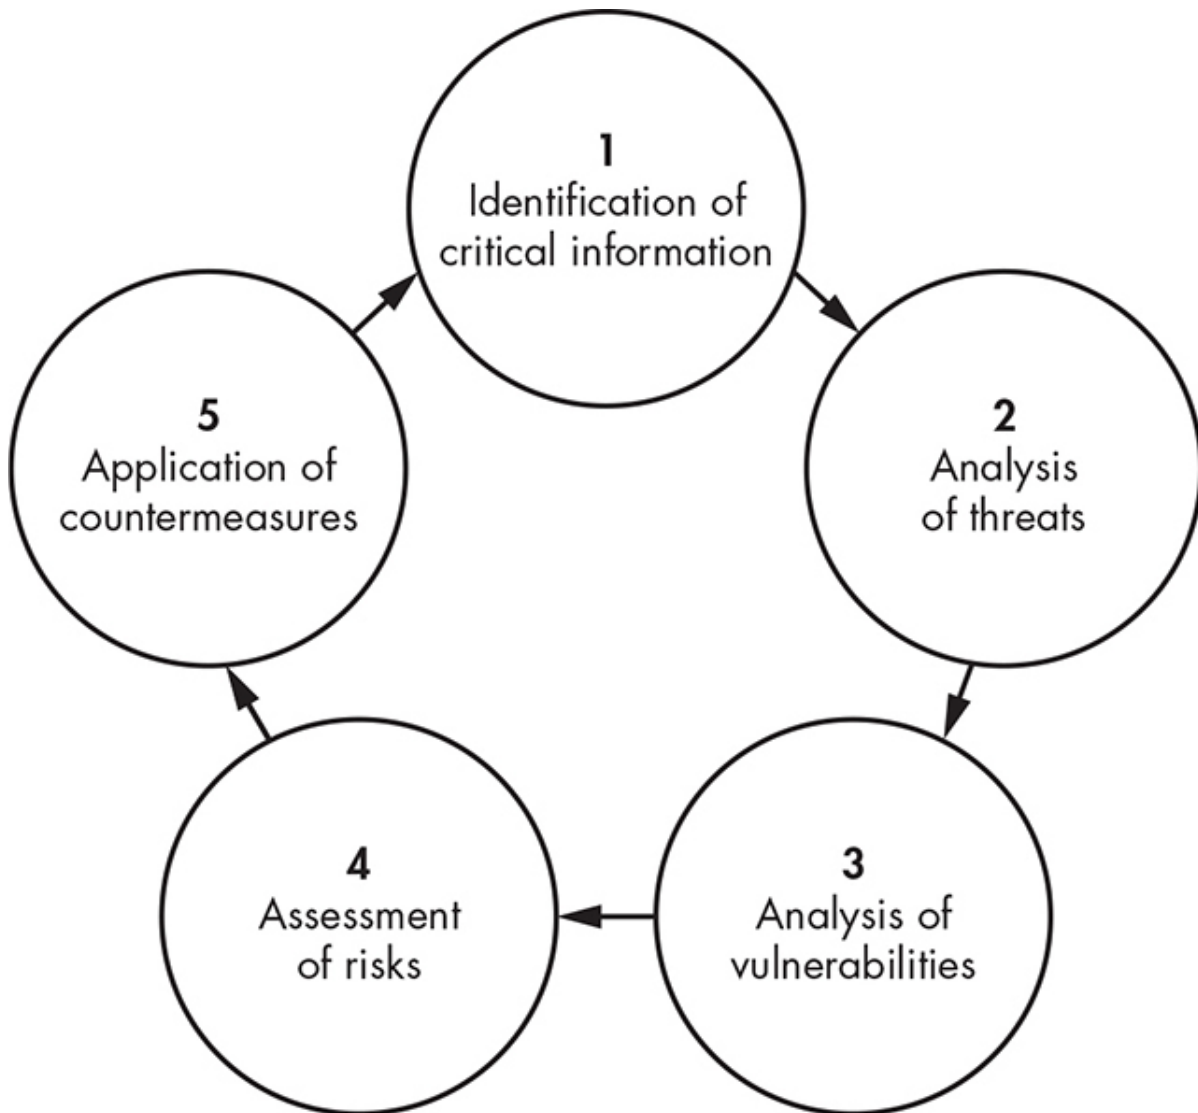 1
Identification of
critical information
2
Analysis
of threats
3
Analysis of
vulnerabilities
4
Assessment
of risks
5
Application of
countermeasures